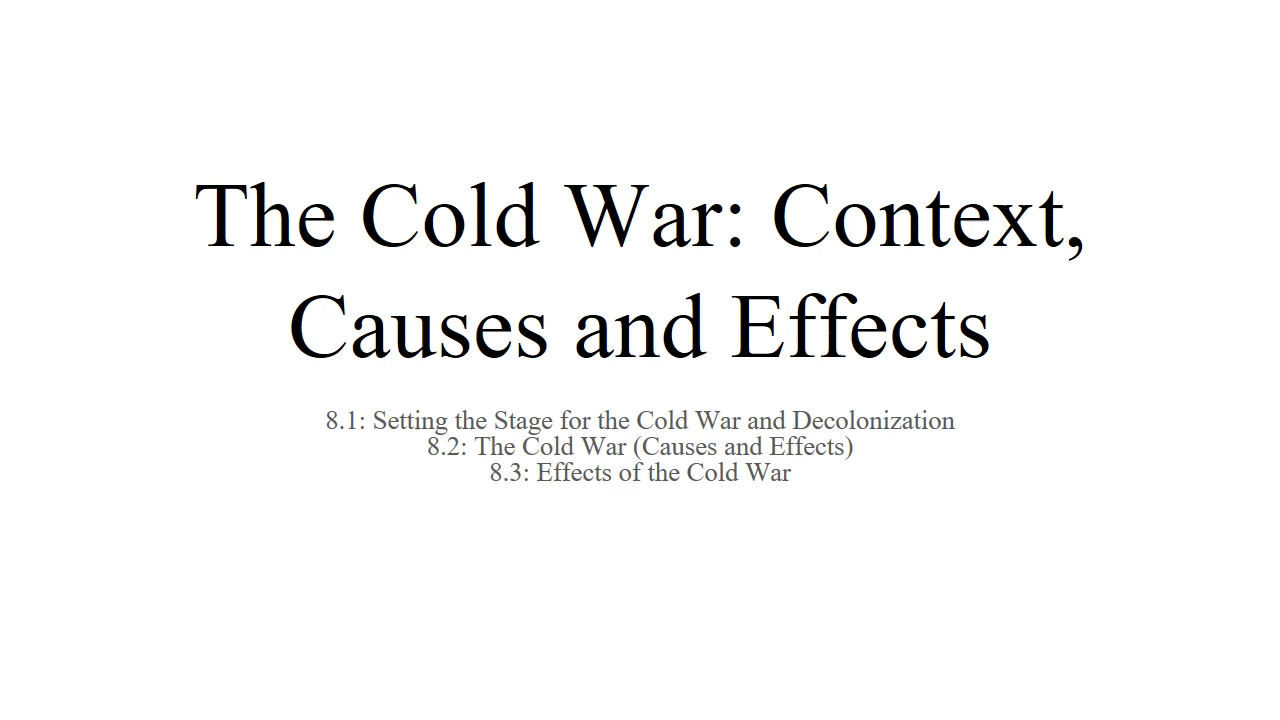 The Cold War: Context,
Causes and Effects
8.1: Setting the Stage for the Cold War and Decolonization
8.2: The Cold War (Causes and Effects)
8.3: Effects of the Cold War